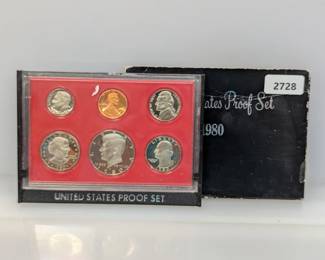 2728
ates Proof Set
1980
UNITED STATES PROOF SET